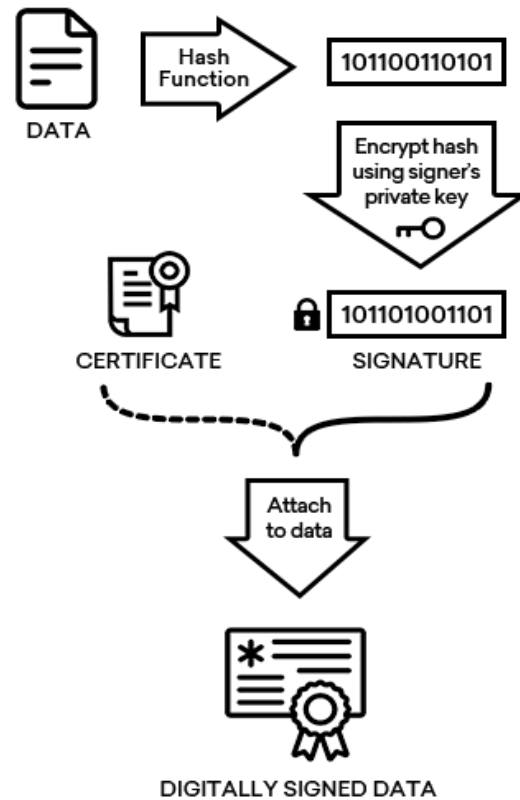 Hash
Function
101100110101
DATA
Encrypt hash
using signer's
private key
101101001101
CERTIFICATE
SIGNATURE
Attach
to data
DIGITALLY SIGNED DATA